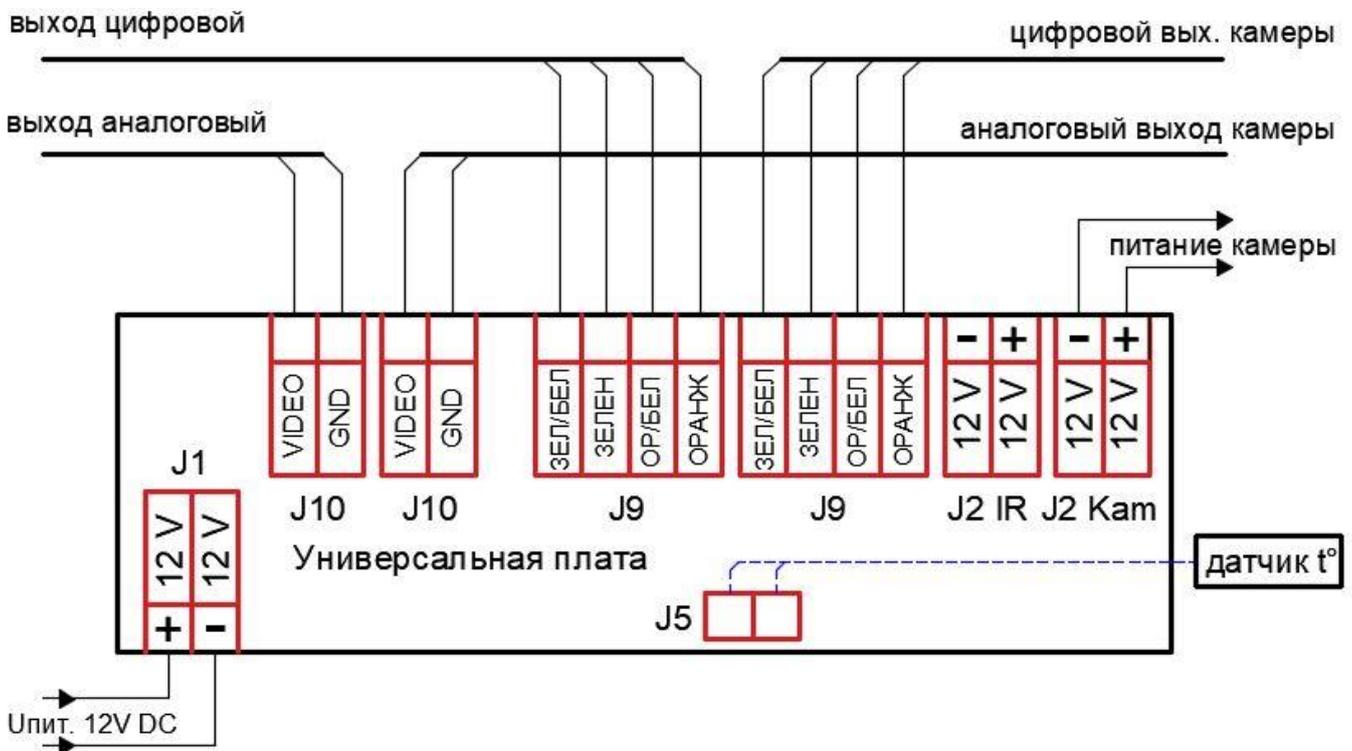 выход цифровой
цифровой вых. камеры
выход аналоговый
аналоговый выход камеры
питание камеры
- + - +
VIDEO GND VIDEO GND ЗЕЛ/БЕЛ ЗЕЛЕН ОР/БЕЛ ОРАНЖ ЗЕЛ/БЕЛ ЗЕЛЕН ОР/БЕЛ ОРАНЖ 12 V 12 V 12 V 12 V
J1
J10 J10 J9 J9 J2 IR J2 Kam
12 V 12 V
Универсальная плата
датчик t°
J5
+ -
Uпит. 12V DC